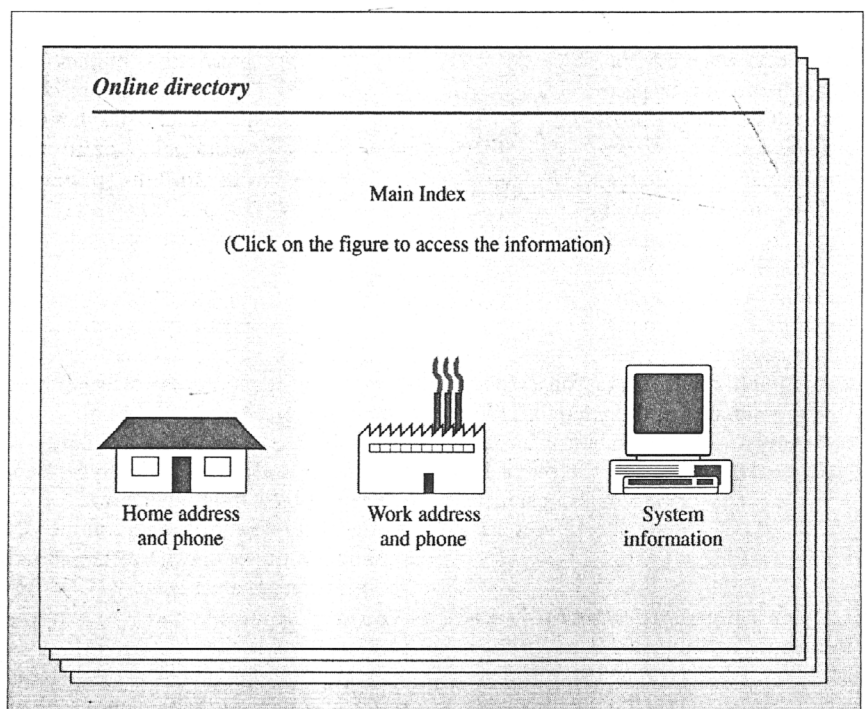 Online directory
Main Index
(Click on the figure to access the information)
Home address
and phone
Work address
and phone
System
information